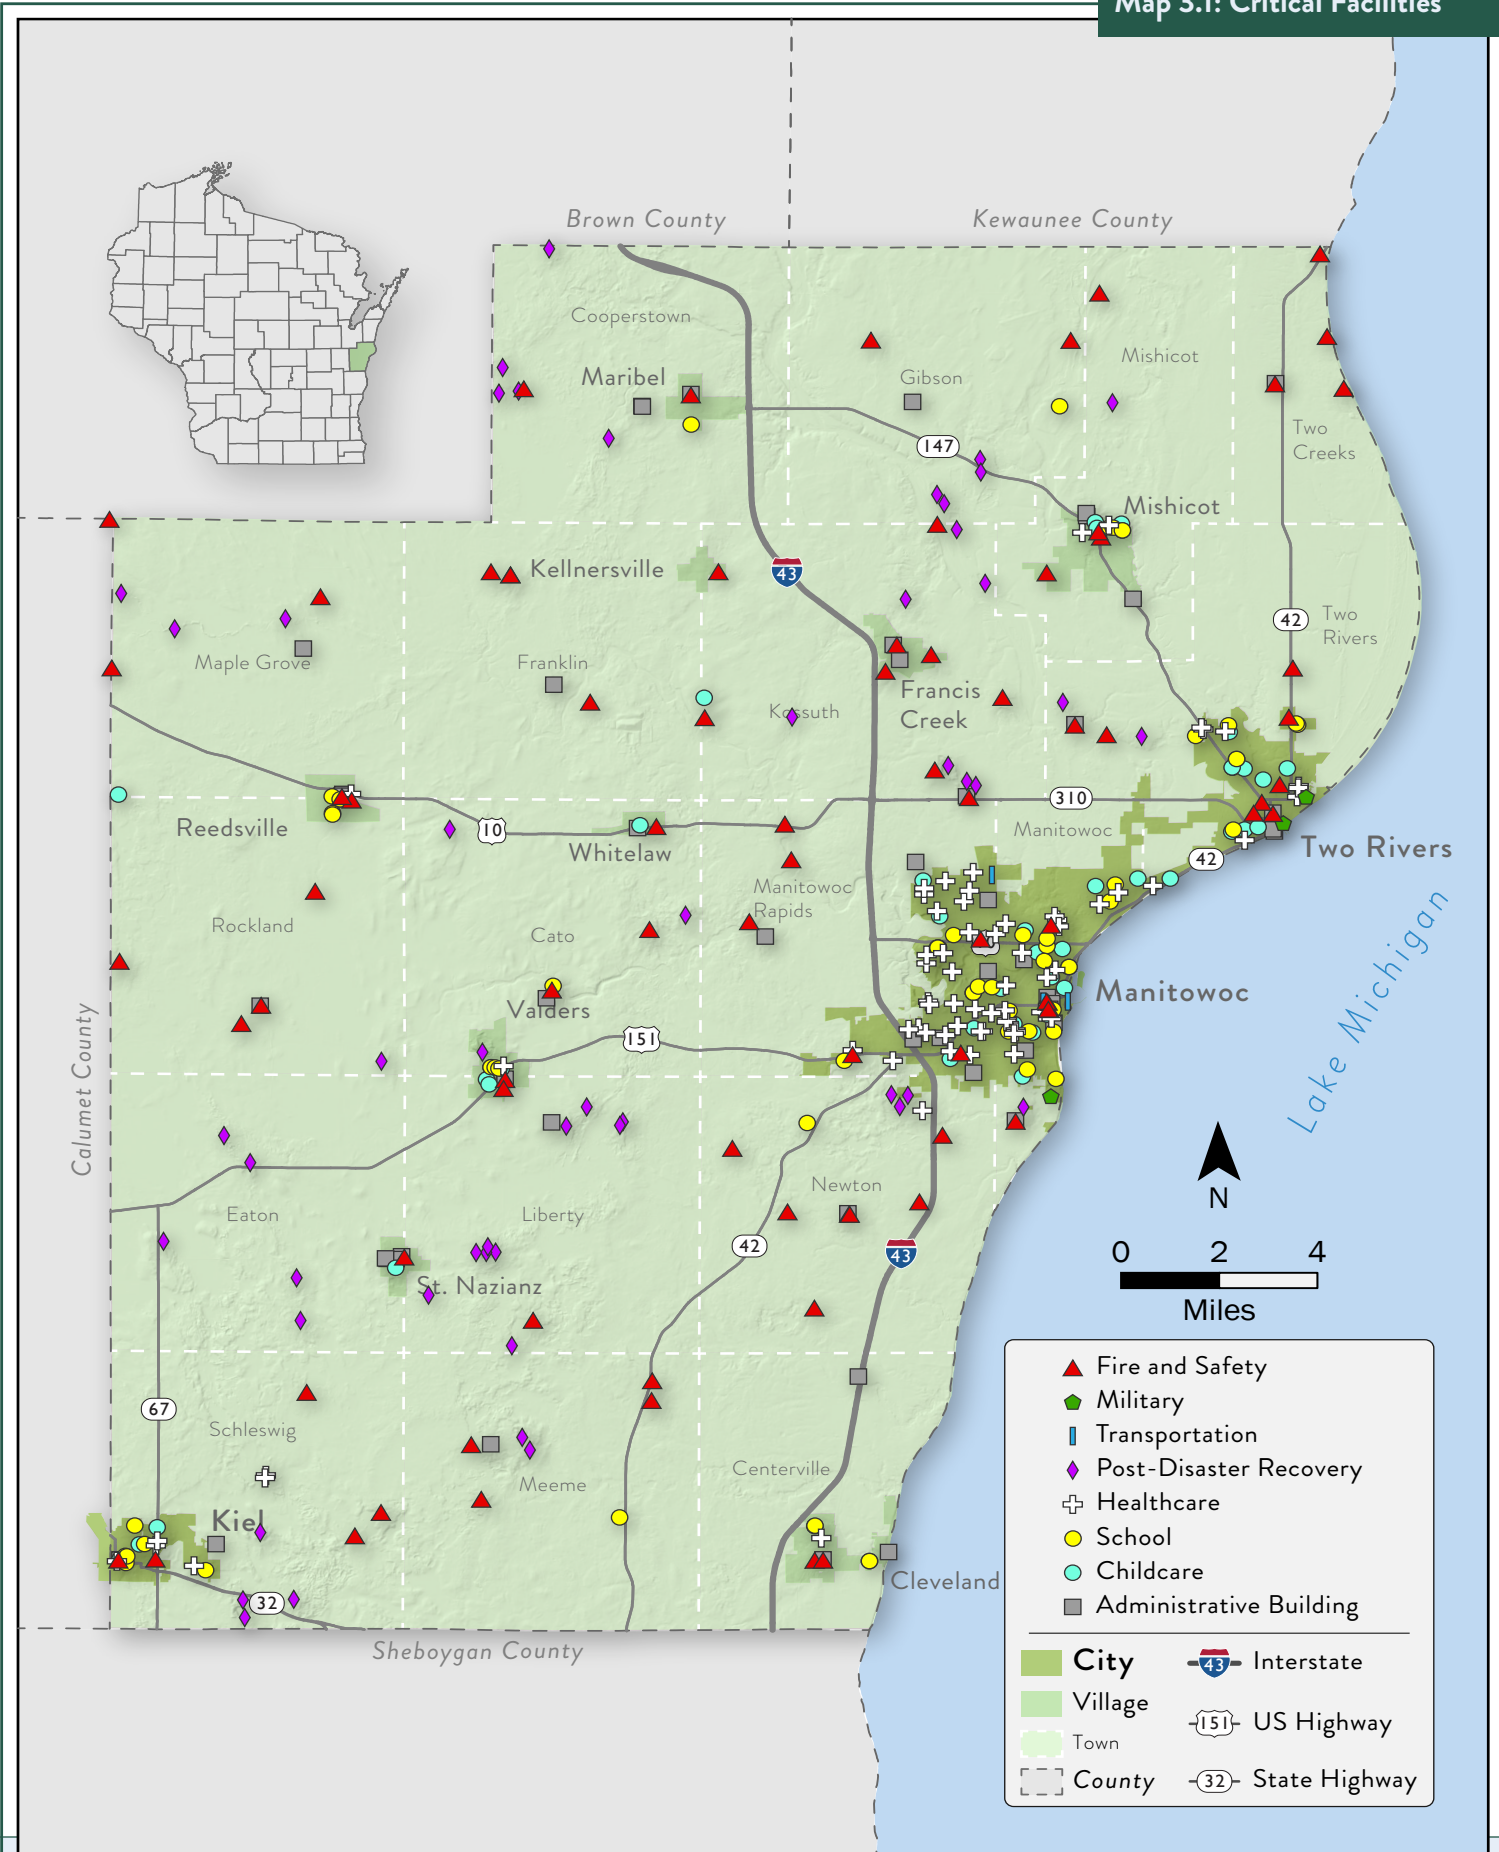 Map 3.1: Critical Facilities
Brown County
Kewaunee County
Cooperstown
Mishicot
Maribel
Gibson
147
Two
Creeks
Mishicot
Kellnersville
43
42
Two
Rivers
Maple Grove
Franklin
Francis
Creek
Kossuth
310
Reedsville
10
Manitowoc
Whitelaw
Two Rivers
42
Manitowoc
Rapids
Rockland
Cato
Lake Michigan
Manitowoc
Valders
Calumet County
151
N
Newton
Eaton
Liberty
42
43
0 2 4
Miles
St. Nazianz
67
Schleswig
Centerville
Meeme
Kiel
Cleveland
32
Sheboygan County
Fire and Safety
Military
Transportation
Post-Disaster Recovery
Healthcare
School
Childcare
Administrative Building
City
43 Interstate
Village
151 US Highway
Town
County
32 State Highway